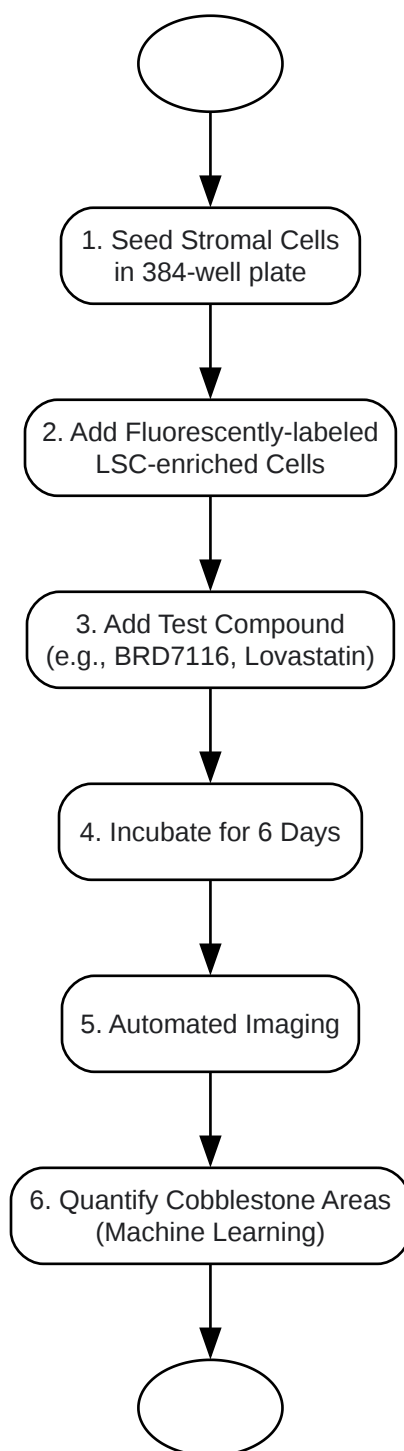 1. Seed Stromal Cells
in 384-well plate
2. Add Fluorescently-labeled
LSC-enriched Cells
3. Add Test Compound
(e.g., BRD7116, Lovastatin)
4. Incubate for 6 Days
5. Automated Imaging
6. Quantify Cobblestone Areas
(Machine Learning)